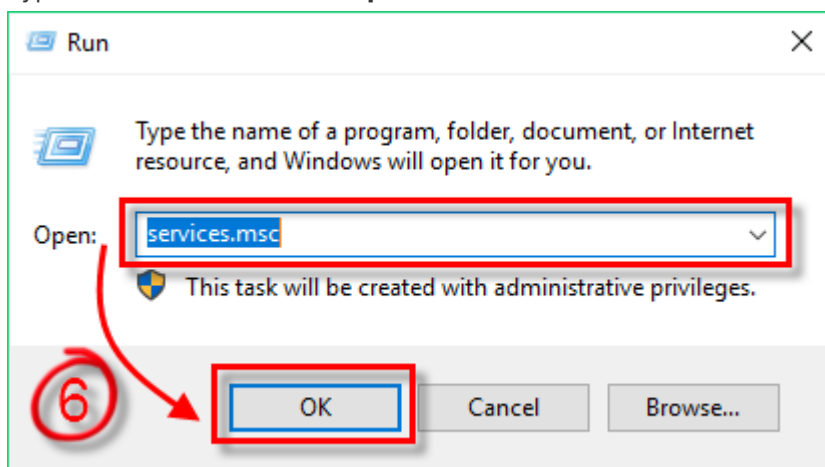 Run
Type the name of a program, folder, document, or Internet
resource, and Windows will open it for you.
Open:
services.msc
This task will be created with administrative privileges.
6
OK
Cancel
Browse...